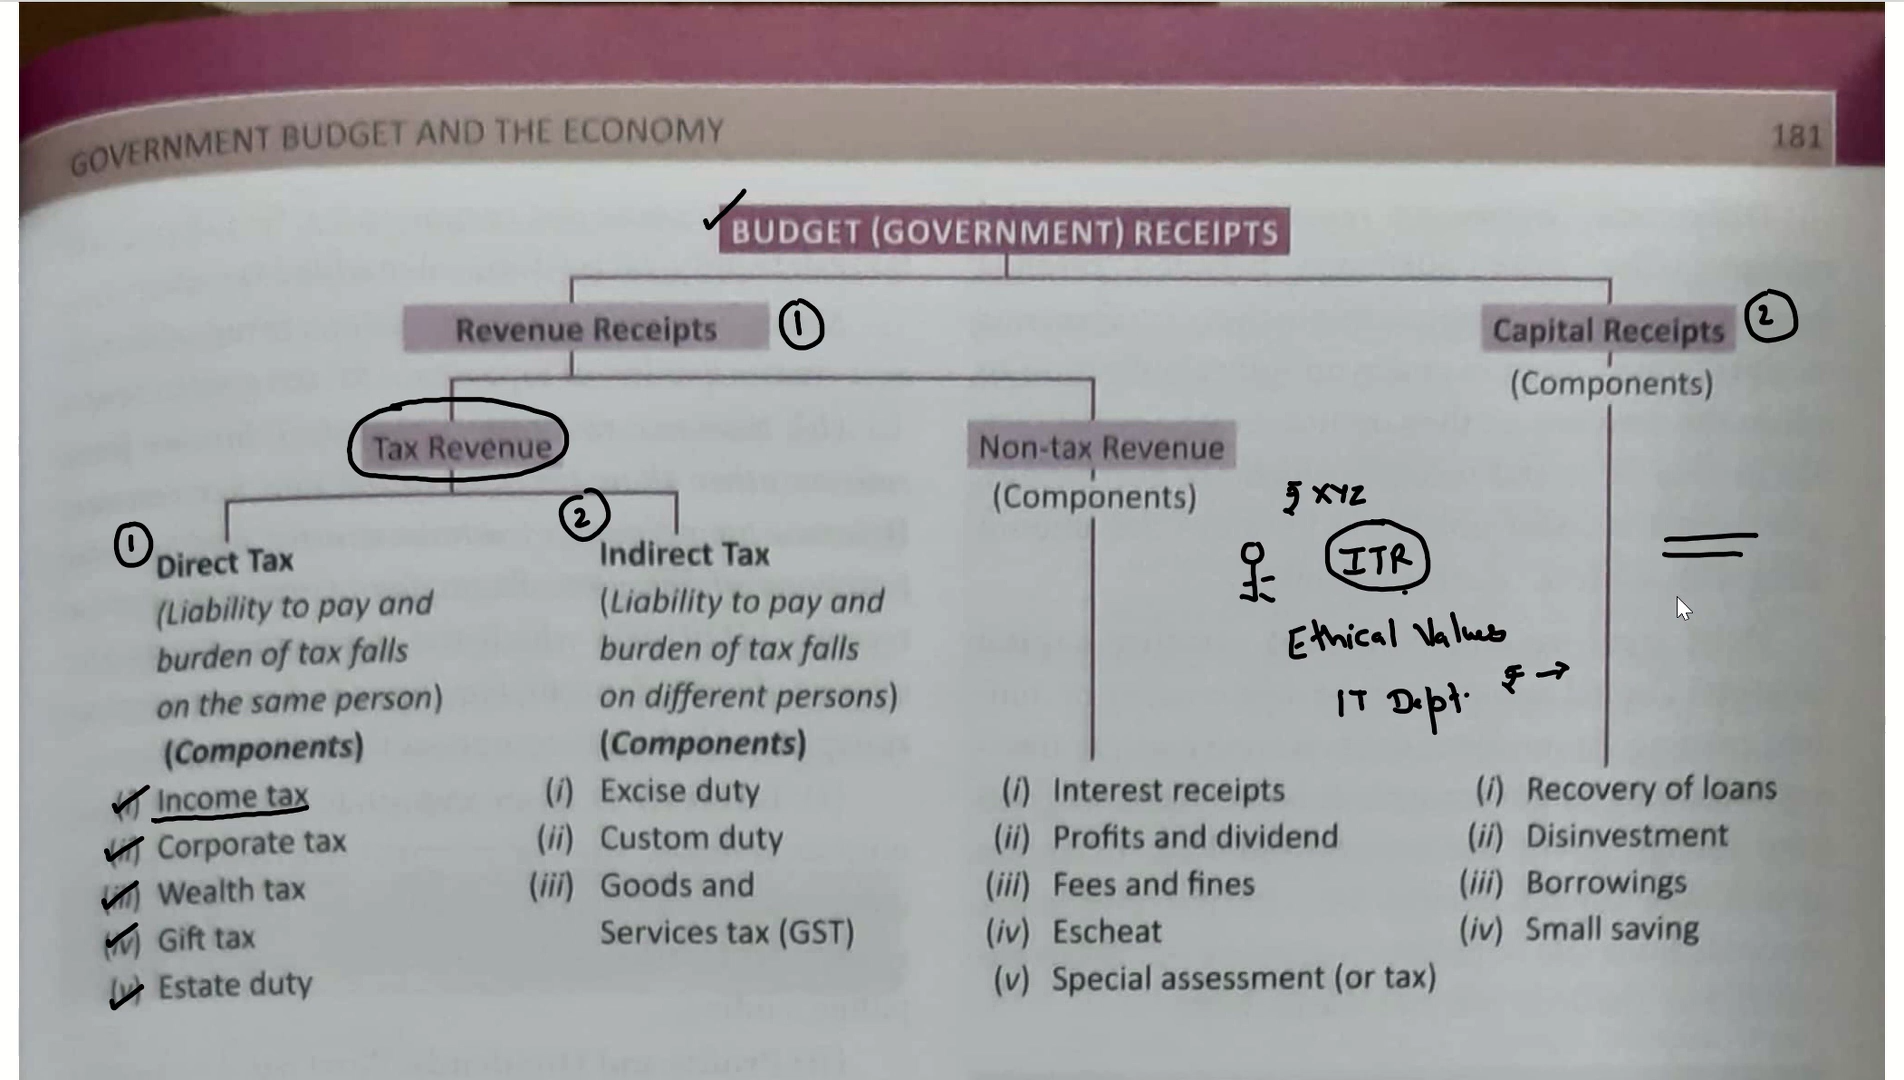 GOVERNMENT BUDGET AND THE ECONOMY
181
BUDGET (GOVERNMENT) RECEIPTS
Revenue Receipts
1
Capital Receipts
2
(Components)
Tax Revenue
Non-tax Revenue
(Components)
1
Direct Tax
(Liability to pay and
burden of tax falls
on the same person)
(Components)
(i) Income tax
(ii) Corporate tax
(iii) Wealth tax
(iv) Gift tax
(v) Estate duty
2
Indirect Tax
(Liability to pay and
burden of tax falls
on different persons)
(Components)
(i) Excise duty
(ii) Custom duty
(iii) Goods and
Services tax (GST)
(i) Interest receipts
(ii) Profits and dividend
(iii) Fees and fines
(iv) Escheat
(v) Special assessment (or tax)
₹ XYZ
ITR
Ethical Values
IT Dept. ₹ →
(i) Recovery of loans
(ii) Disinvestment
(iii) Borrowings
(iv) Small saving